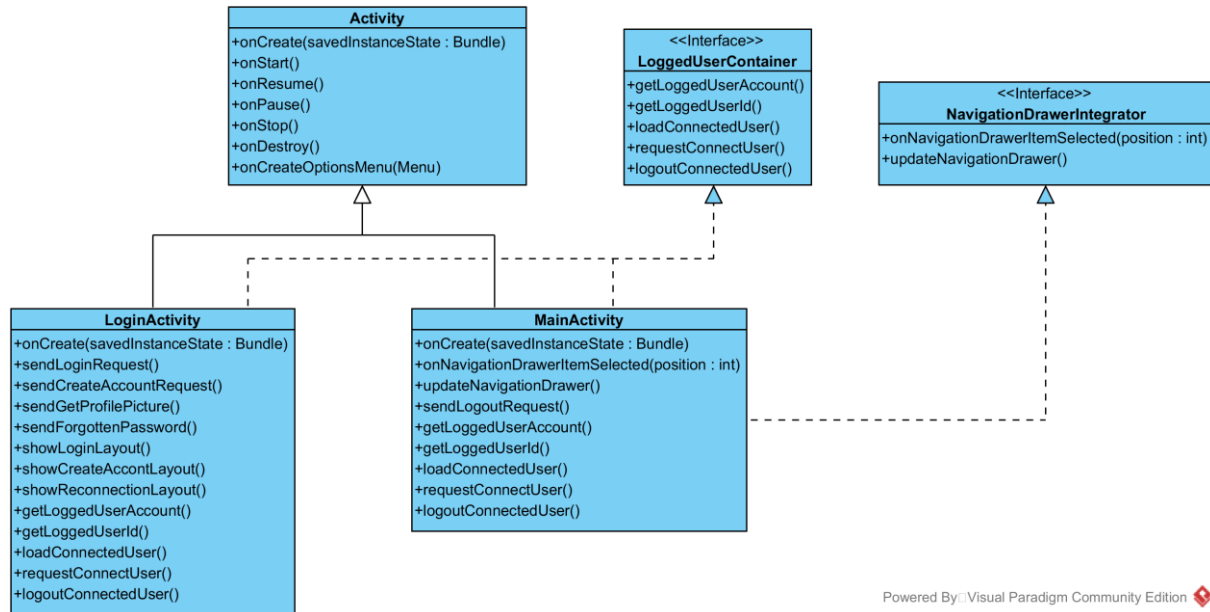 Activity
+onCreate(savedInstanceState : Bundle)
+onStart()
+onResume()
+onPause()
+onStop()
+onDestroy()
+onCreateOptionsMenu(Menu)
<<Interface>>
LoggedUserContainer
+getLoggedUserAccount()
+getLoggedUserId()
+loadConnectedUser()
+requestConnectUser()
+logoutConnectedUser()
<<Interface>>
NavigationDrawerIntegrator
+onNavigationDrawerItemSelected(position : int)
+updateNavigationDrawer()
LoginActivity
+onCreate(savedInstanceState : Bundle)
+sendLoginRequest()
+sendCreateAccountRequest()
+sendGetProfilePicture()
+sendForgottenPassword()
+showLoginLayout()
+showCreateAccontLayout()
+showReconnectionLayout()
+getLoggedUserAccount()
+getLoggedUserId()
+loadConnectedUser()
+requestConnectUser()
+logoutConnectedUser()
MainActivity
+onCreate(savedInstanceState : Bundle)
+onNavigationDrawerItemSelected(position : int)
+updateNavigationDrawer()
+sendLogoutRequest()
+getLoggedUserAccount()
+getLoggedUserId()
+loadConnectedUser()
+requestConnectUser()
+logoutConnectedUser()
Powered By Visual Paradigm Community Edition